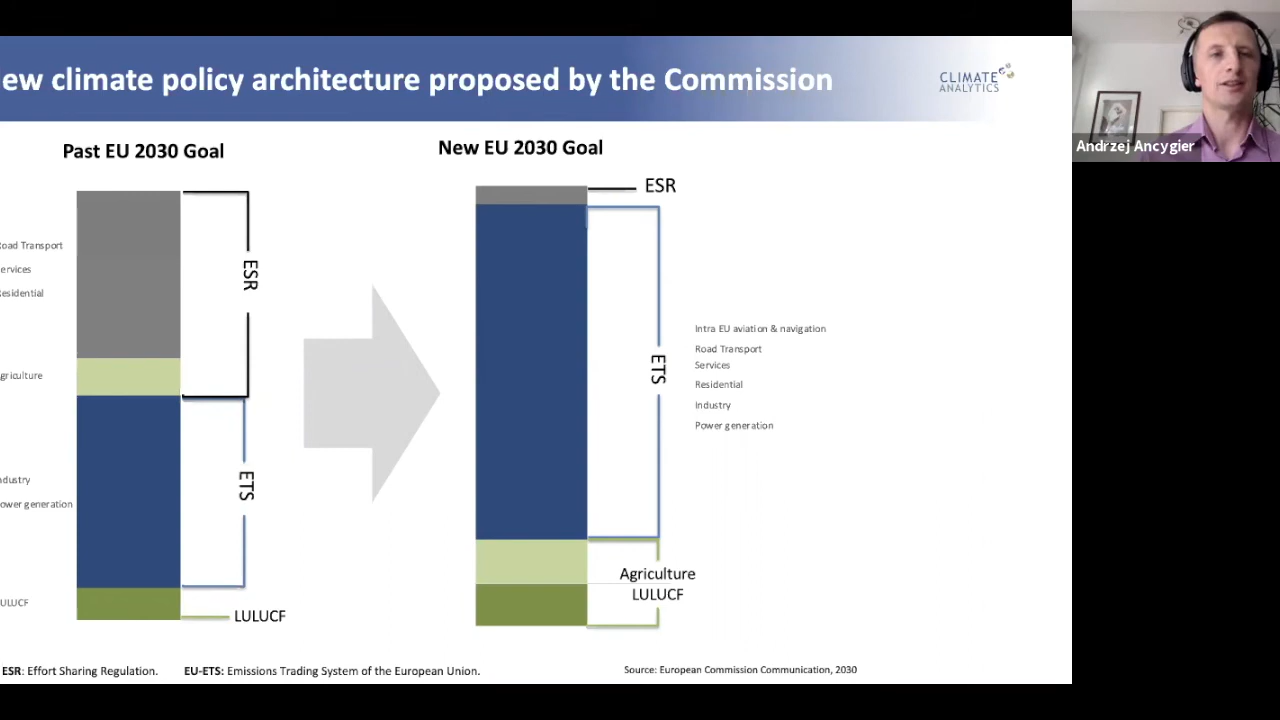 ew climate policy architecture proposed by the Commission
CLIMATE
ANALYTICS
Andrzej Ancygier
Past EU 2030 Goal
New EU 2030 Goal
ESR
oad Transport
ervices
esidential
ESR
griculture
ndustry
ower generation
ETS
ULUCF
LULUCF
ETS
Intra EU aviation & navigation
Road Transport
Services
Residential
Industry
Power generation
Agriculture
LULUCF
ESR: Effort Sharing Regulation. EU-ETS: Emissions Trading System of the European Union.
Source: European Commission Communication, 2030